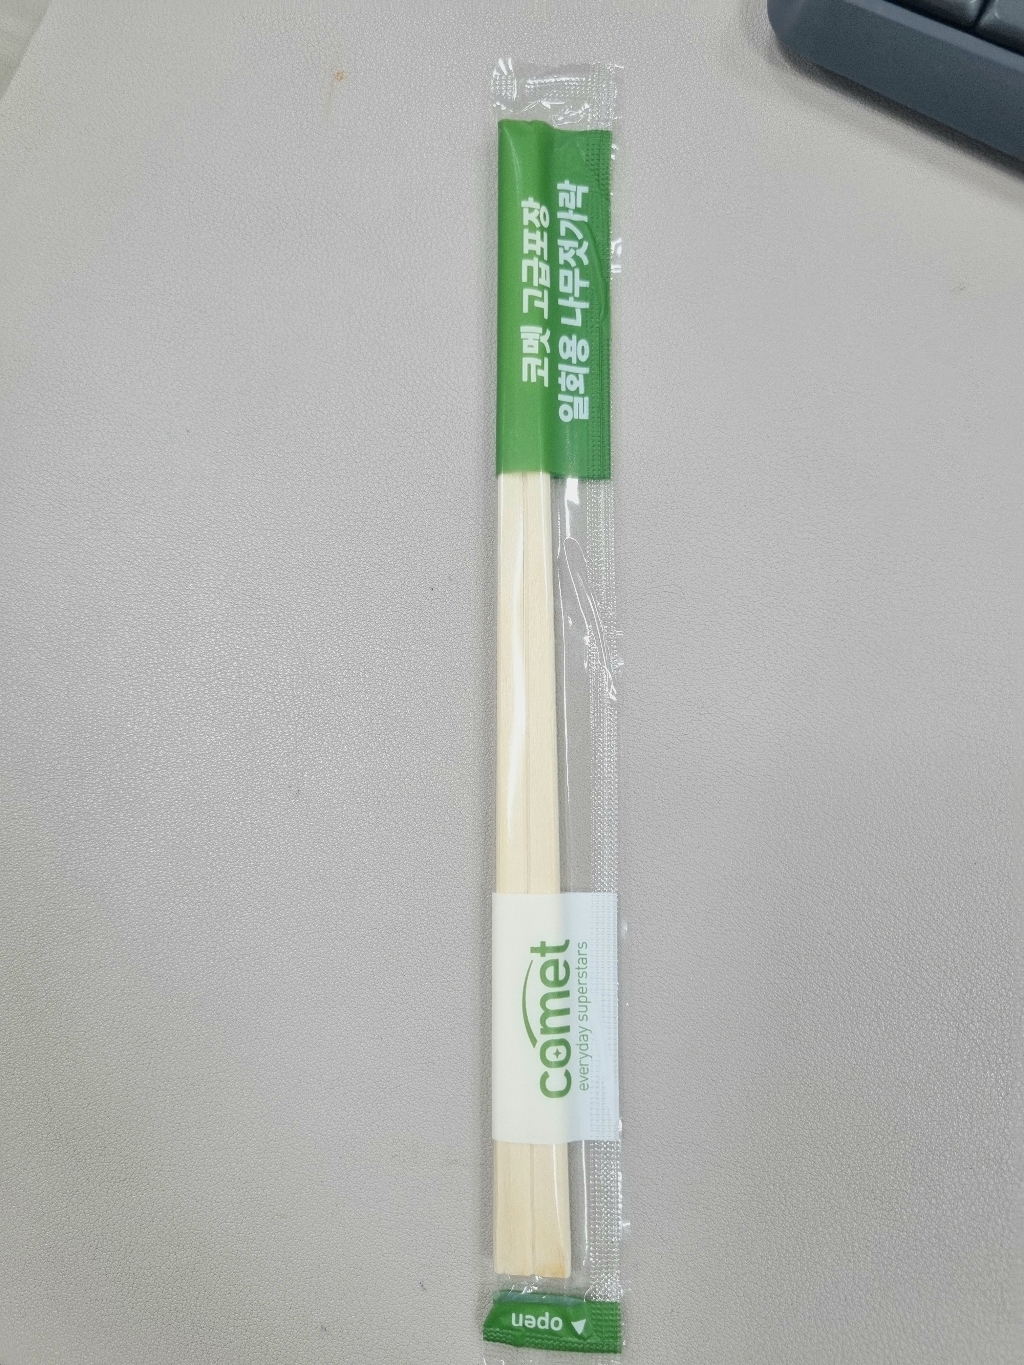 코멧 고급포장
일회용 나무젓가락
comet
everyday superstars
▲ open